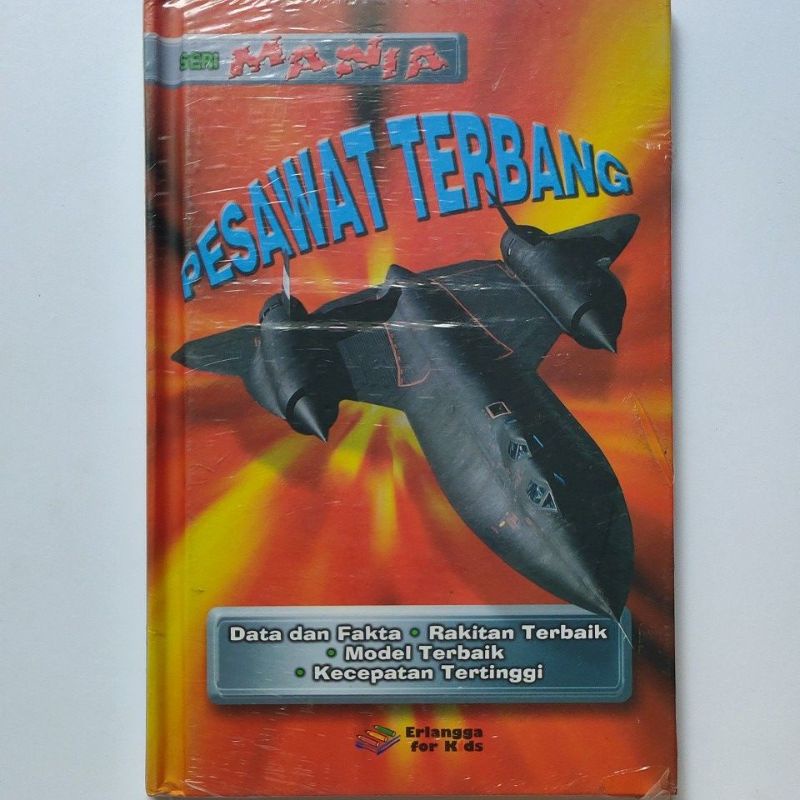 SERI MANIA
PESAWAT TERBANG
Data dan Fakta • Rakitan Terbaik
• Model Terbaik
• Kecepatan Tertinggi
Erlangga
for Kids